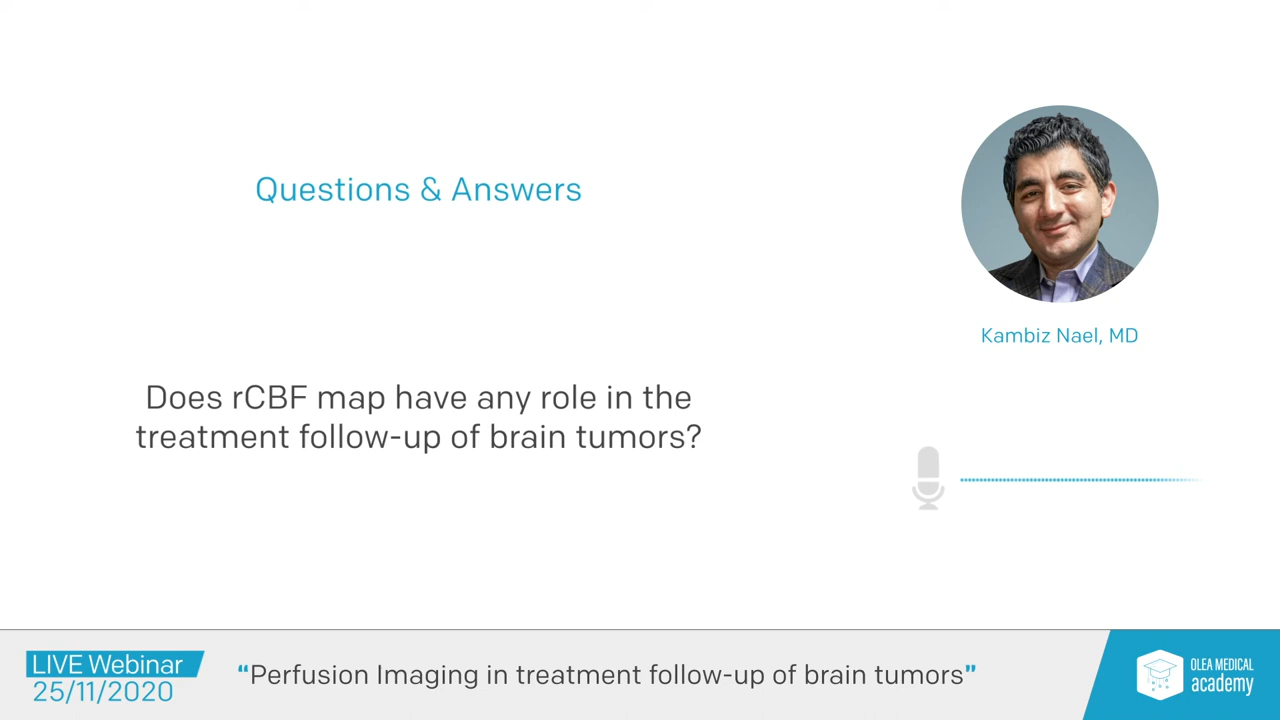 Questions & Answers
Kambiz Nael, MD
Does rCBF map have any role in the
treatment follow-up of brain tumors?
LIVE Webinar
25/11/2020
“Perfusion Imaging in treatment follow-up of brain tumors”
OLEA MEDICAL
academy